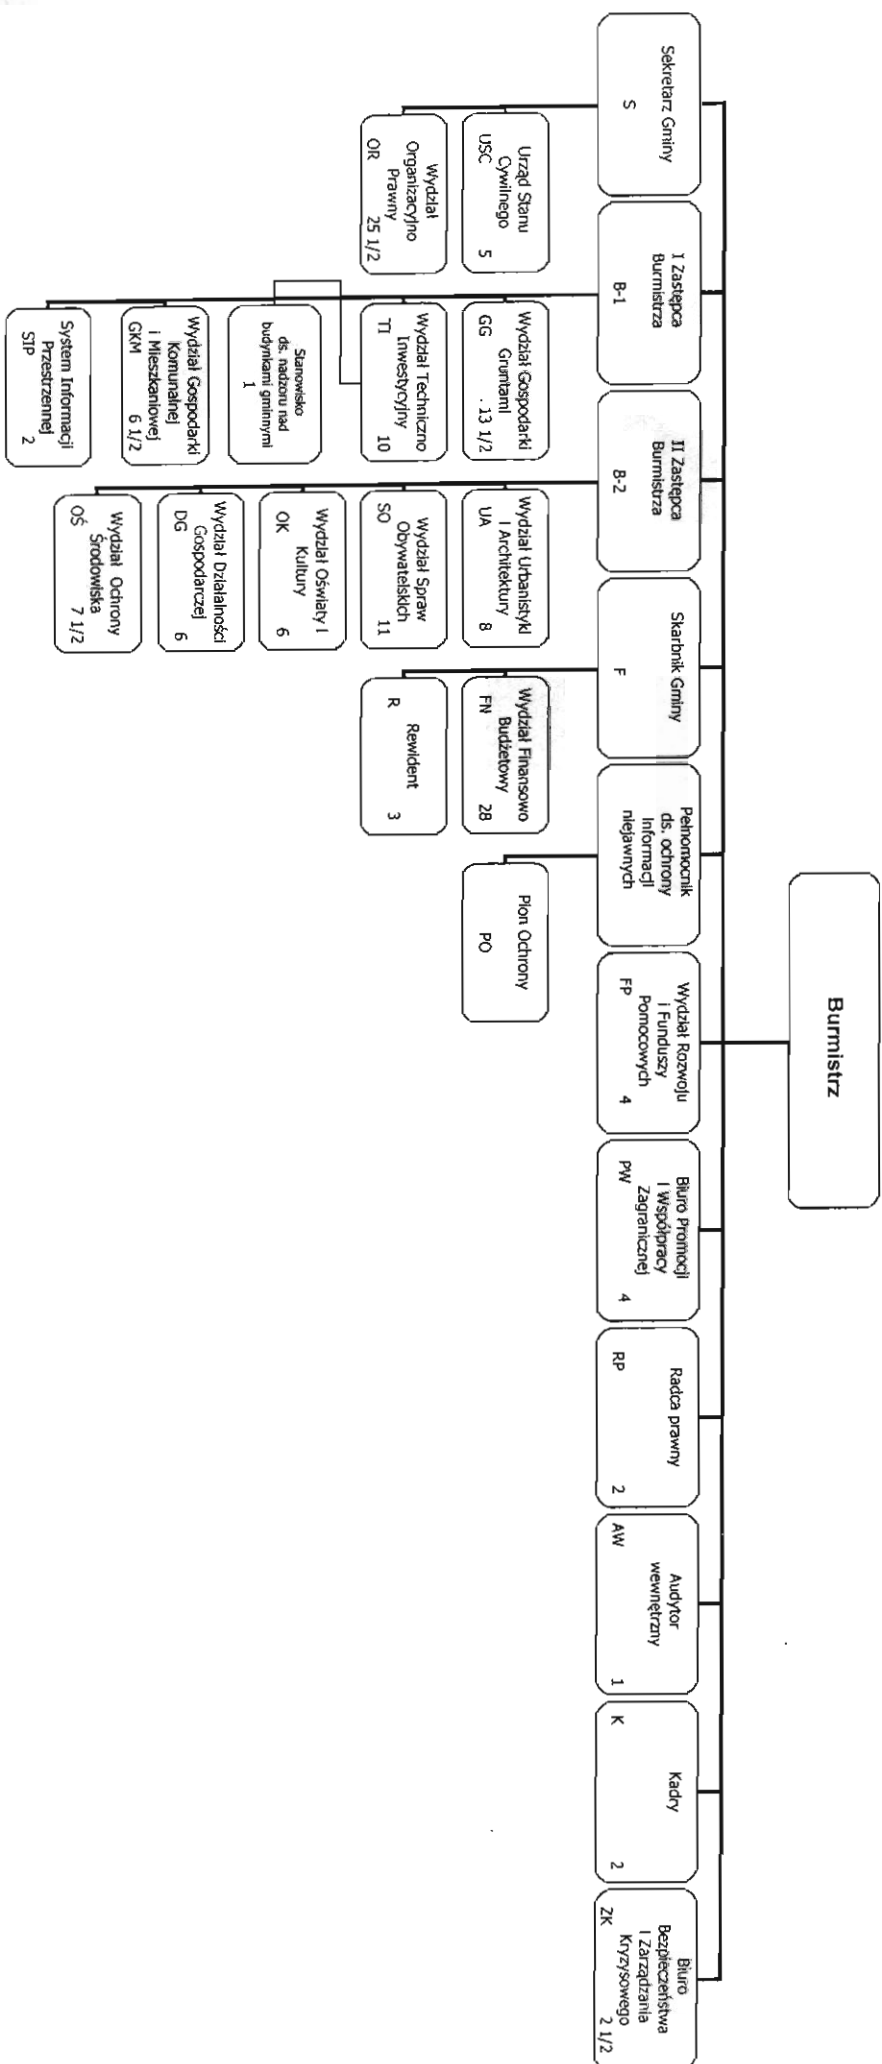 Burmistrz
Sekretarz Gminy
S
I Zastępca
Burmistrza
B-1
II Zastępca
Burmistrza
B-2
Skarbnik Gminy
F
Pełnomocnik
ds. ochrony
Informacji
niejawnych
Wydział Rozwoju
i Funduszy
Pomocowych
FP 4
Biuro Promocji
I Współpracy
Zagranicznej
PW 4
Radca prawny
RP 2
Audytor
wewnętrzny
AW 1
Kadry
K 2
Biuro
Bezpieczeństwa
I Zarządzania
Kryzysowego
ZK 2 1/2
Urząd Stanu
Cywilnego
USC 5
Wydział
Organizacyjno
Prawny
OR 25 1/2
Wydział Gospodarki
Gruntami
GG 13 1/2
Wydział Techniczno
Inwestycyjny
TI 10
Stanowisko
ds. nadzoru nad
budynkami gminnymi
1
Wydział Gospodarki
Komunalnej
i Mieszkaniowej
GKM 6 1/2
System Informacji
Przestrzennej
SIP 2
Wydział Urbanistyki
I Architektury
UA 8
Wydział Spraw
Obywatelskich
SO 11
Wydział Oświaty I
Kultury
OK 6
Wydział Działalności
Gospodarczej
DG 6
Wydział Ochrony
Środowiska
OŚ 7 1/2
Wydział Finansowo
Budżetowy
FN 28
Rewident
R 3
Pion Ochrony
PO